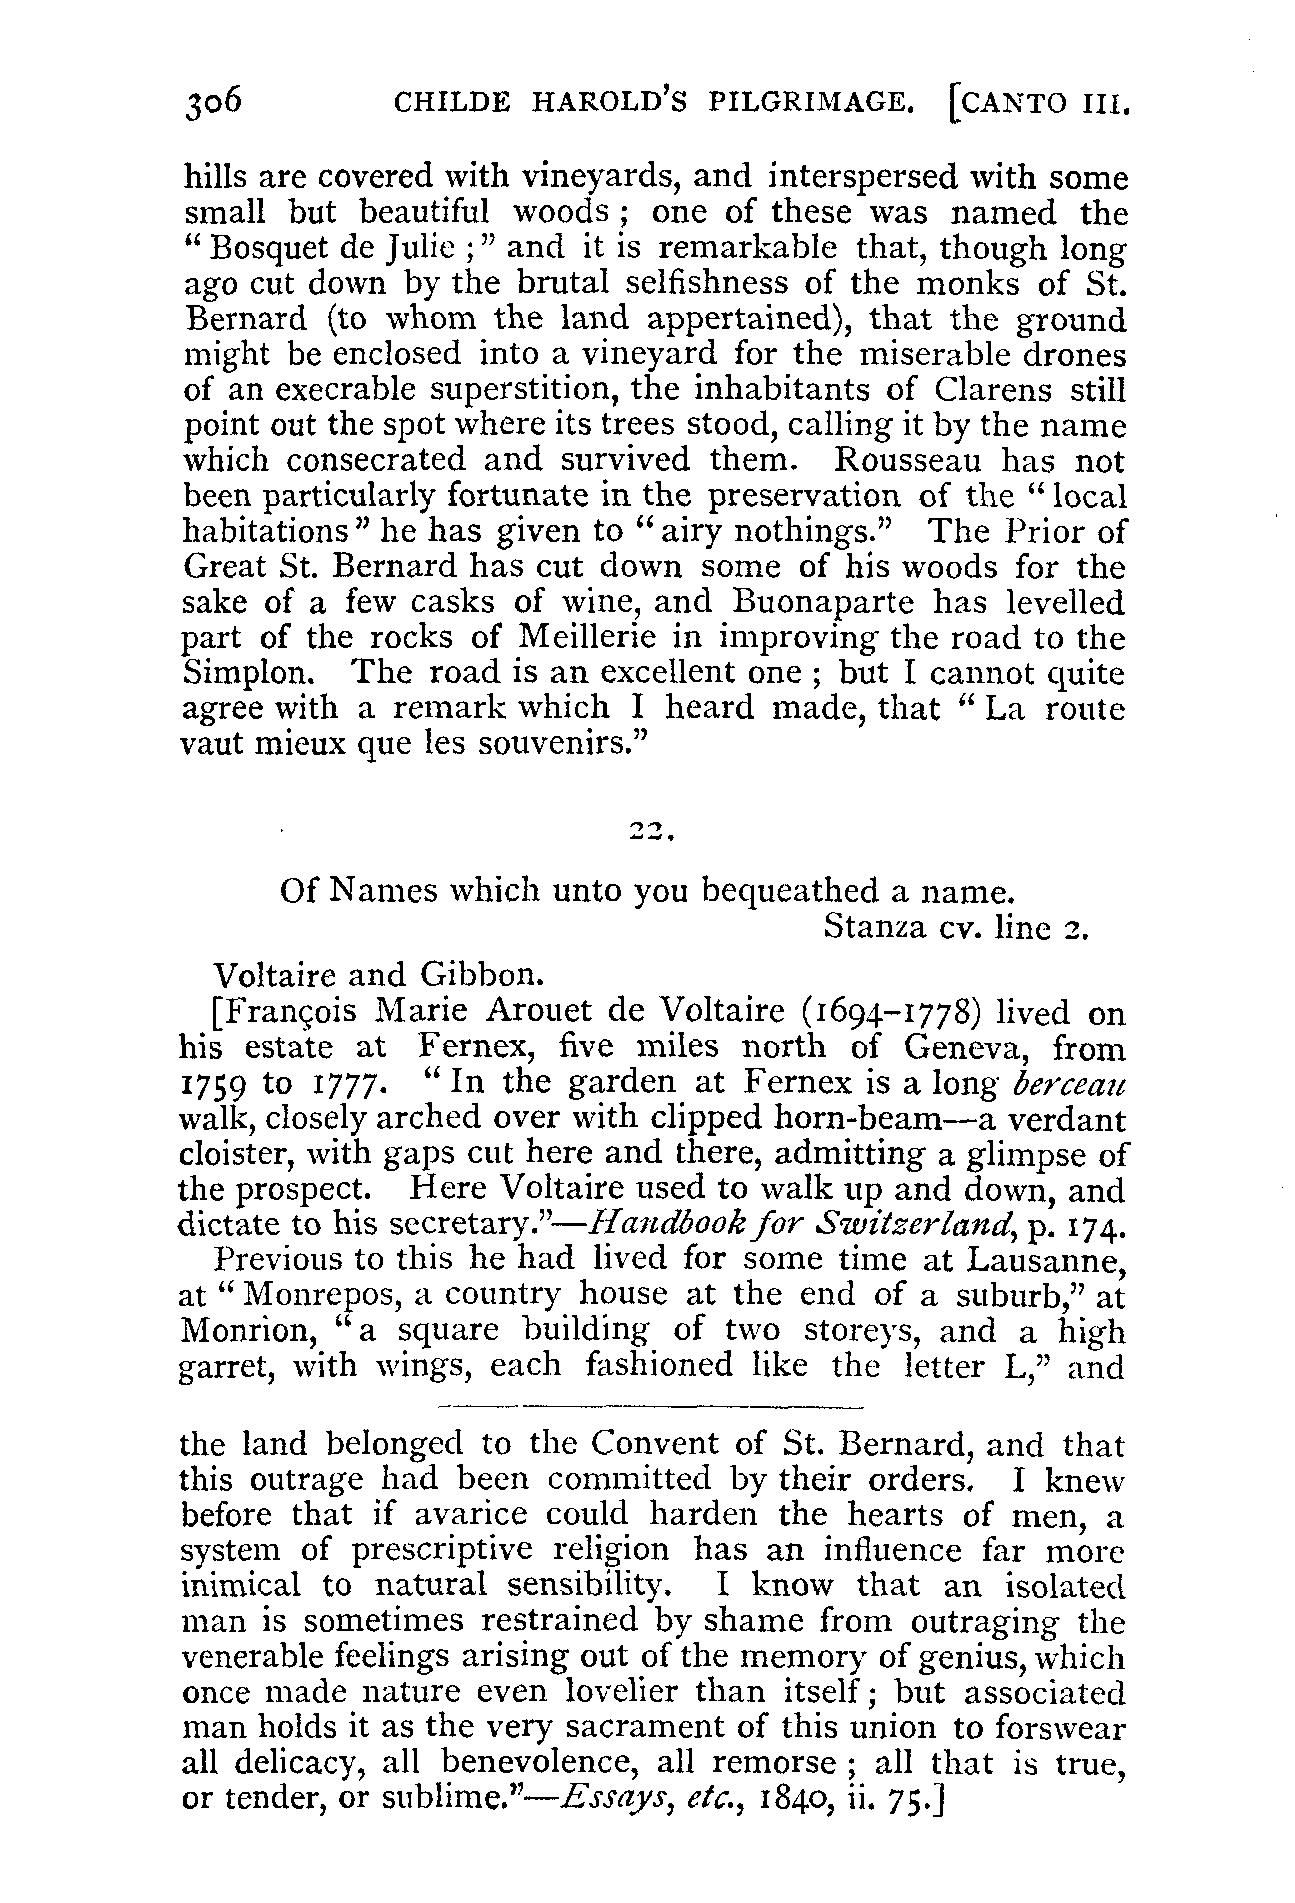 306 CHILDE HAROLD'S PILGRIMAGE. [CANTO III.
hills are covered with vineyards, and interspersed with some
small but beautiful woods ; one of these was named the
“ Bosquet de Julie ; ” and it is remarkable that, though long
ago cut down by the brutal selfishness of the monks of St.
Bernard (to whom the land appertained), that the ground
might be enclosed into a vineyard for the miserable drones
of an execrable superstition, the inhabitants of Clarens still
point out the spot where its trees stood, calling it by the name
which consecrated and survived them. Rousseau has not
been particularly fortunate in the preservation of the “ local
habitations ” he has given to “ airy nothings.” The Prior of
Great St. Bernard has cut down some of his woods for the
sake of a few casks of wine, and Buonaparte has levelled
part of the rocks of Meillerie in improving the road to the
Simplon. The road is an excellent one ; but I cannot quite
agree with a remark which I heard made, that “ La route
vaut mieux que les souvenirs.”
22.
Of Names which unto you bequeathed a name.
Stanza cv. line 2.
Voltaire and Gibbon.
[François Marie Arouet de Voltaire (1694–1778) lived on
his estate at Fernex, five miles north of Geneva, from
1759 to 1777. “ In the garden at Fernex is a long berceau
walk, closely arched over with clipped horn-beam—a verdant
cloister, with gaps cut here and there, admitting a glimpse of
the prospect. Here Voltaire used to walk up and down, and
dictate to his secretary.”—Handbook for Switzerland, p. 174.
Previous to this he had lived for some time at Lausanne,
at “ Monrepos, a country house at the end of a suburb,” at
Monrion, “ a square building of two storeys, and a high
garret, with wings, each fashioned like the letter L,” and
the land belonged to the Convent of St. Bernard, and that
this outrage had been committed by their orders. I knew
before that if avarice could harden the hearts of men, a
system of prescriptive religion has an influence far more
inimical to natural sensibility. I know that an isolated
man is sometimes restrained by shame from outraging the
venerable feelings arising out of the memory of genius, which
once made nature even lovelier than itself ; but associated
man holds it as the very sacrament of this union to forswear
all delicacy, all benevolence, all remorse ; all that is true,
or tender, or sublime.”—Essays, etc., 1840, ii. 75.]